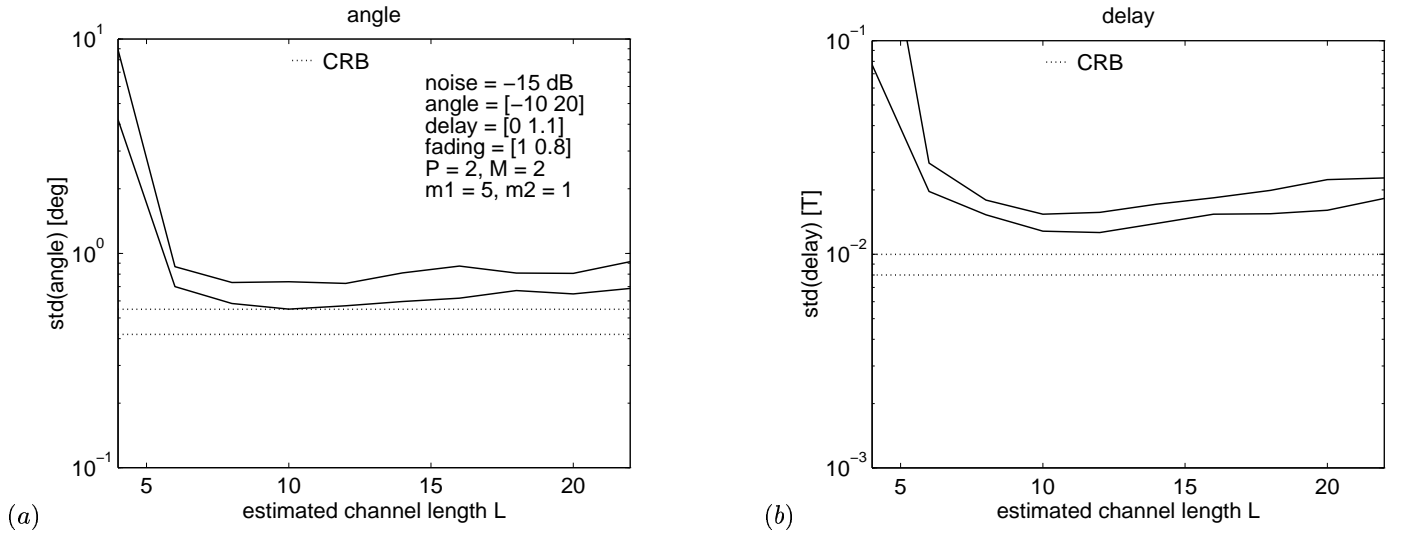 angle
10^1
10^0
10^−1
std(angle) [deg]
CRB
noise = −15 dB
angle = [−10 20]
delay = [0 1.1]
fading = [1 0.8]
P = 2, M = 2
m1 = 5, m2 = 1
5 10 15 20
estimated channel length L
(a)
delay
10^−1
10^−2
10^−3
std(delay) [T]
CRB
5 10 15 20
estimated channel length L
(b)